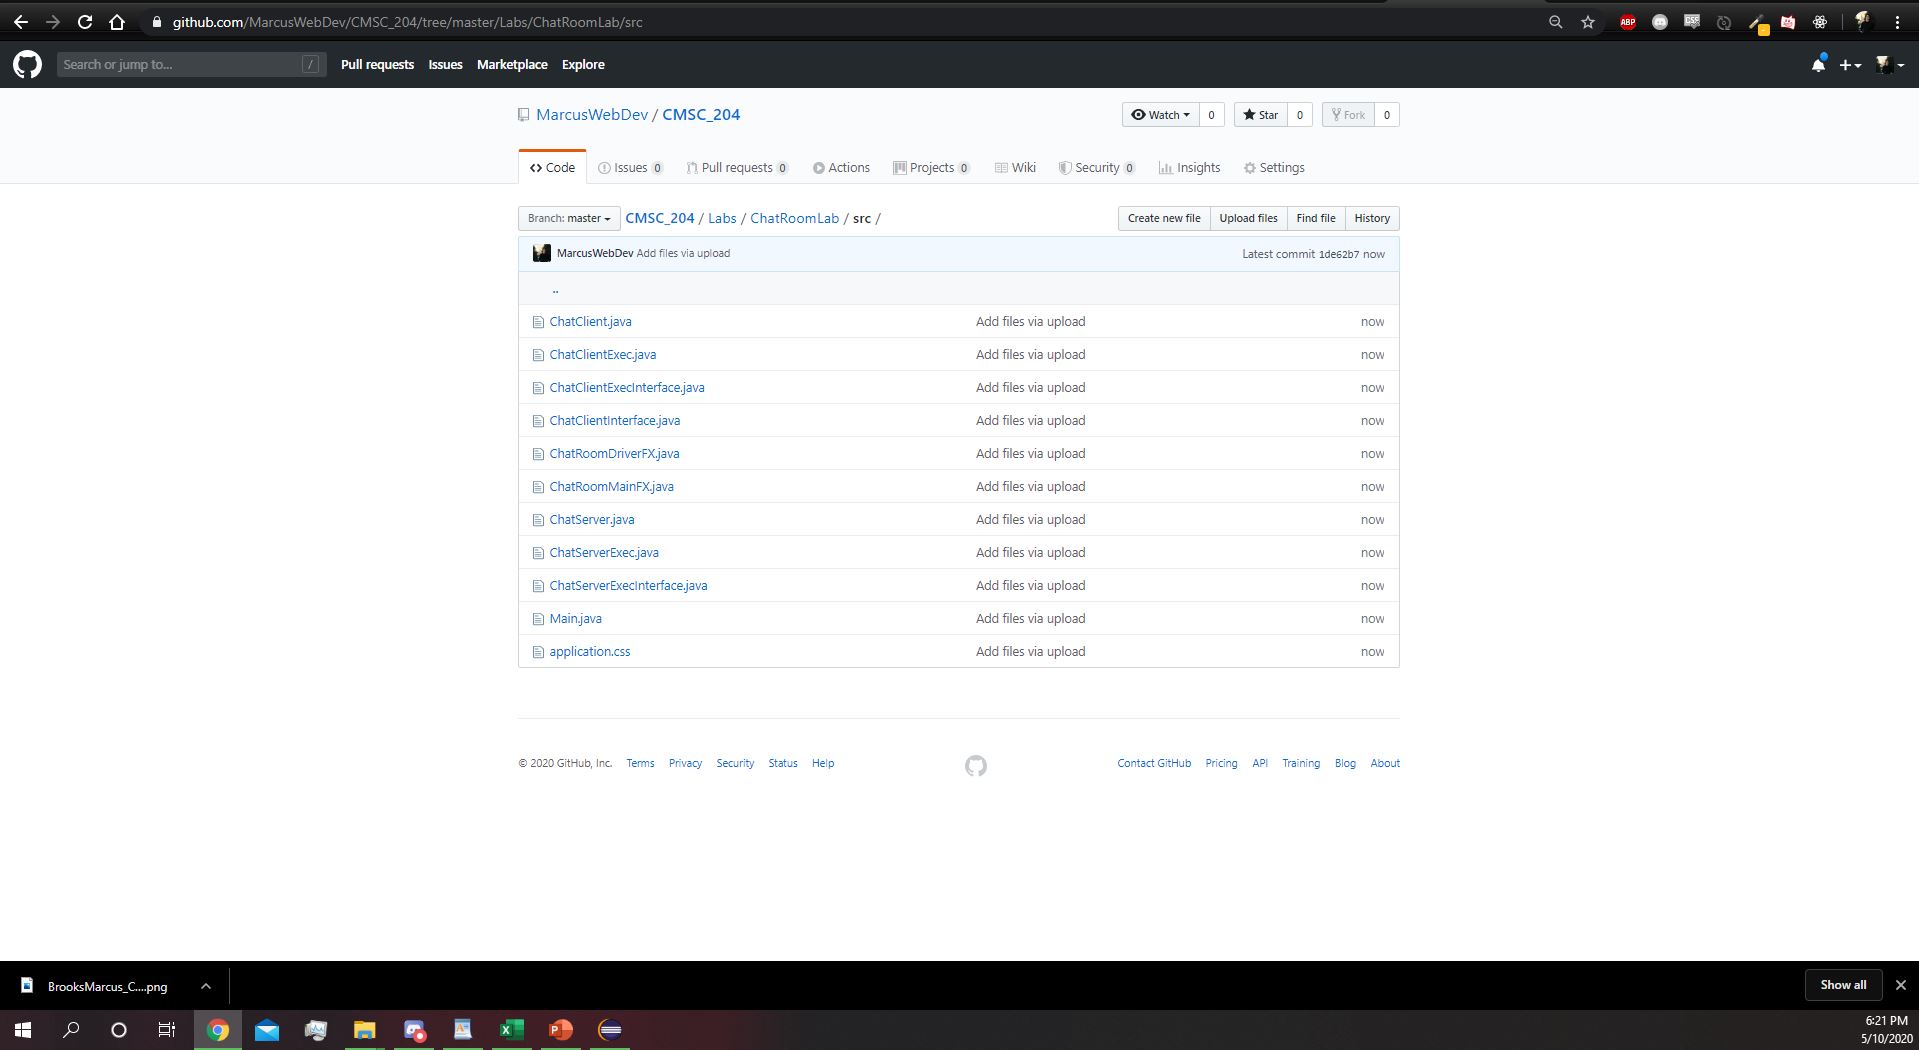 github.com/MarcusWebDev/CMSC_204/tree/master/Labs/ChatRoomLab/src
ABP
CSP
Search or jump to... /
Pull requests Issues Marketplace Explore
MarcusWebDev / CMSC_204
Watch 0 Star 0 Fork 0
Code Issues 0 Pull requests 0 Actions Projects 0 Wiki Security 0 Insights Settings
Branch: master CMSC_204 / Labs / ChatRoomLab / src / Create new file Upload files Find file History
MarcusWebDev Add files via upload Latest commit 1de62b7 now
..
ChatClient.java Add files via upload now
ChatClientExec.java Add files via upload now
ChatClientExecInterface.java Add files via upload now
ChatClientInterface.java Add files via upload now
ChatRoomDriverFX.java Add files via upload now
ChatRoomMainFX.java Add files via upload now
ChatServer.java Add files via upload now
ChatServerExec.java Add files via upload now
ChatServerExecInterface.java Add files via upload now
Main.java Add files via upload now
application.css Add files via upload now
© 2020 GitHub, Inc. Terms Privacy Security Status Help Contact GitHub Pricing API Training Blog About
BrooksMarcus_C....png Show all
6:21 PM
5/10/2020